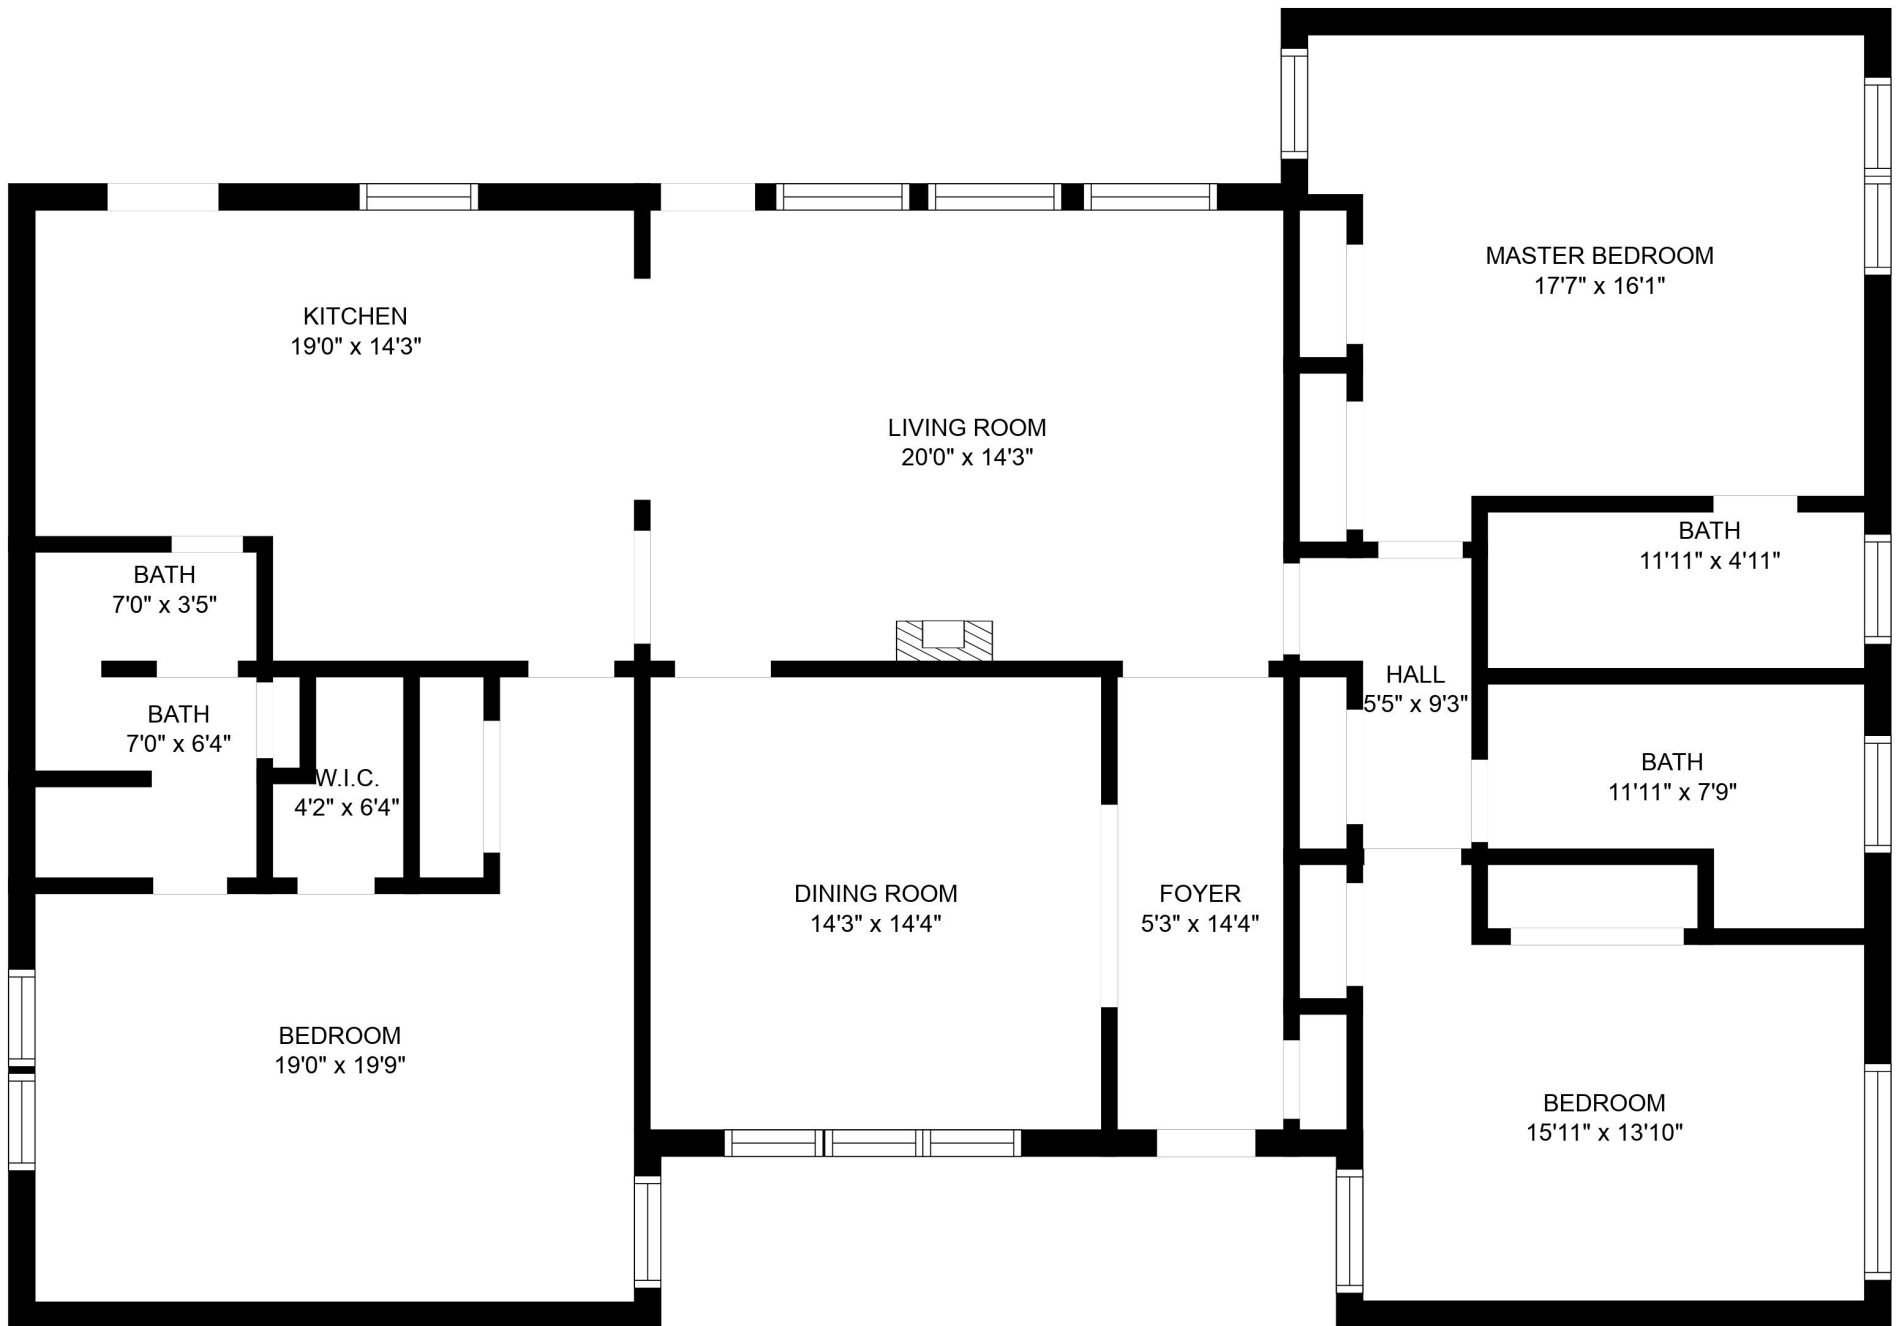 MASTER BEDROOM
17'7" x 16'1"
KITCHEN
19'0" x 14'3"
LIVING ROOM
20'0" x 14'3"
BATH
11'11" x 4'11"
BATH
7'0" x 3'5"
HALL
5'5" x 9'3"
BATH
7'0" x 6'4"
W.I.C.
4'2" x 6'4"
BATH
11'11" x 7'9"
DINING ROOM
14'3" x 14'4"
FOYER
5'3" x 14'4"
BEDROOM
19'0" x 19'9"
BEDROOM
15'11" x 13'10"